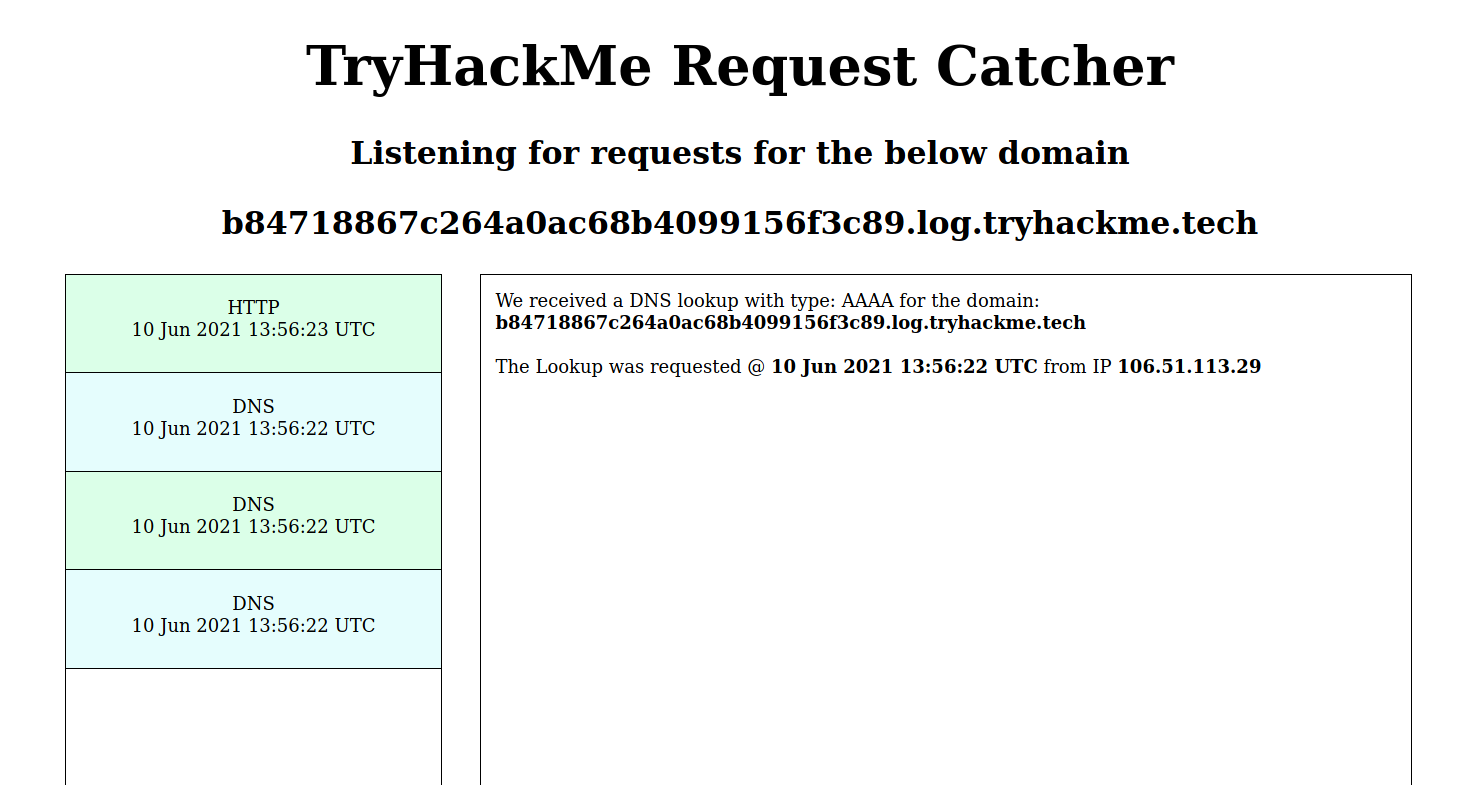 TryHackMe Request Catcher
Listening for requests for the below domain
b84718867c264a0ac68b4099156f3c89.log.tryhackme.tech
HTTP
10 Jun 2021 13:56:23 UTC
DNS
10 Jun 2021 13:56:22 UTC
DNS
10 Jun 2021 13:56:22 UTC
DNS
10 Jun 2021 13:56:22 UTC
We received a DNS lookup with type: AAAA for the domain:
b84718867c264a0ac68b4099156f3c89.log.tryhackme.tech
The Lookup was requested @ 10 Jun 2021 13:56:22 UTC from IP 106.51.113.29